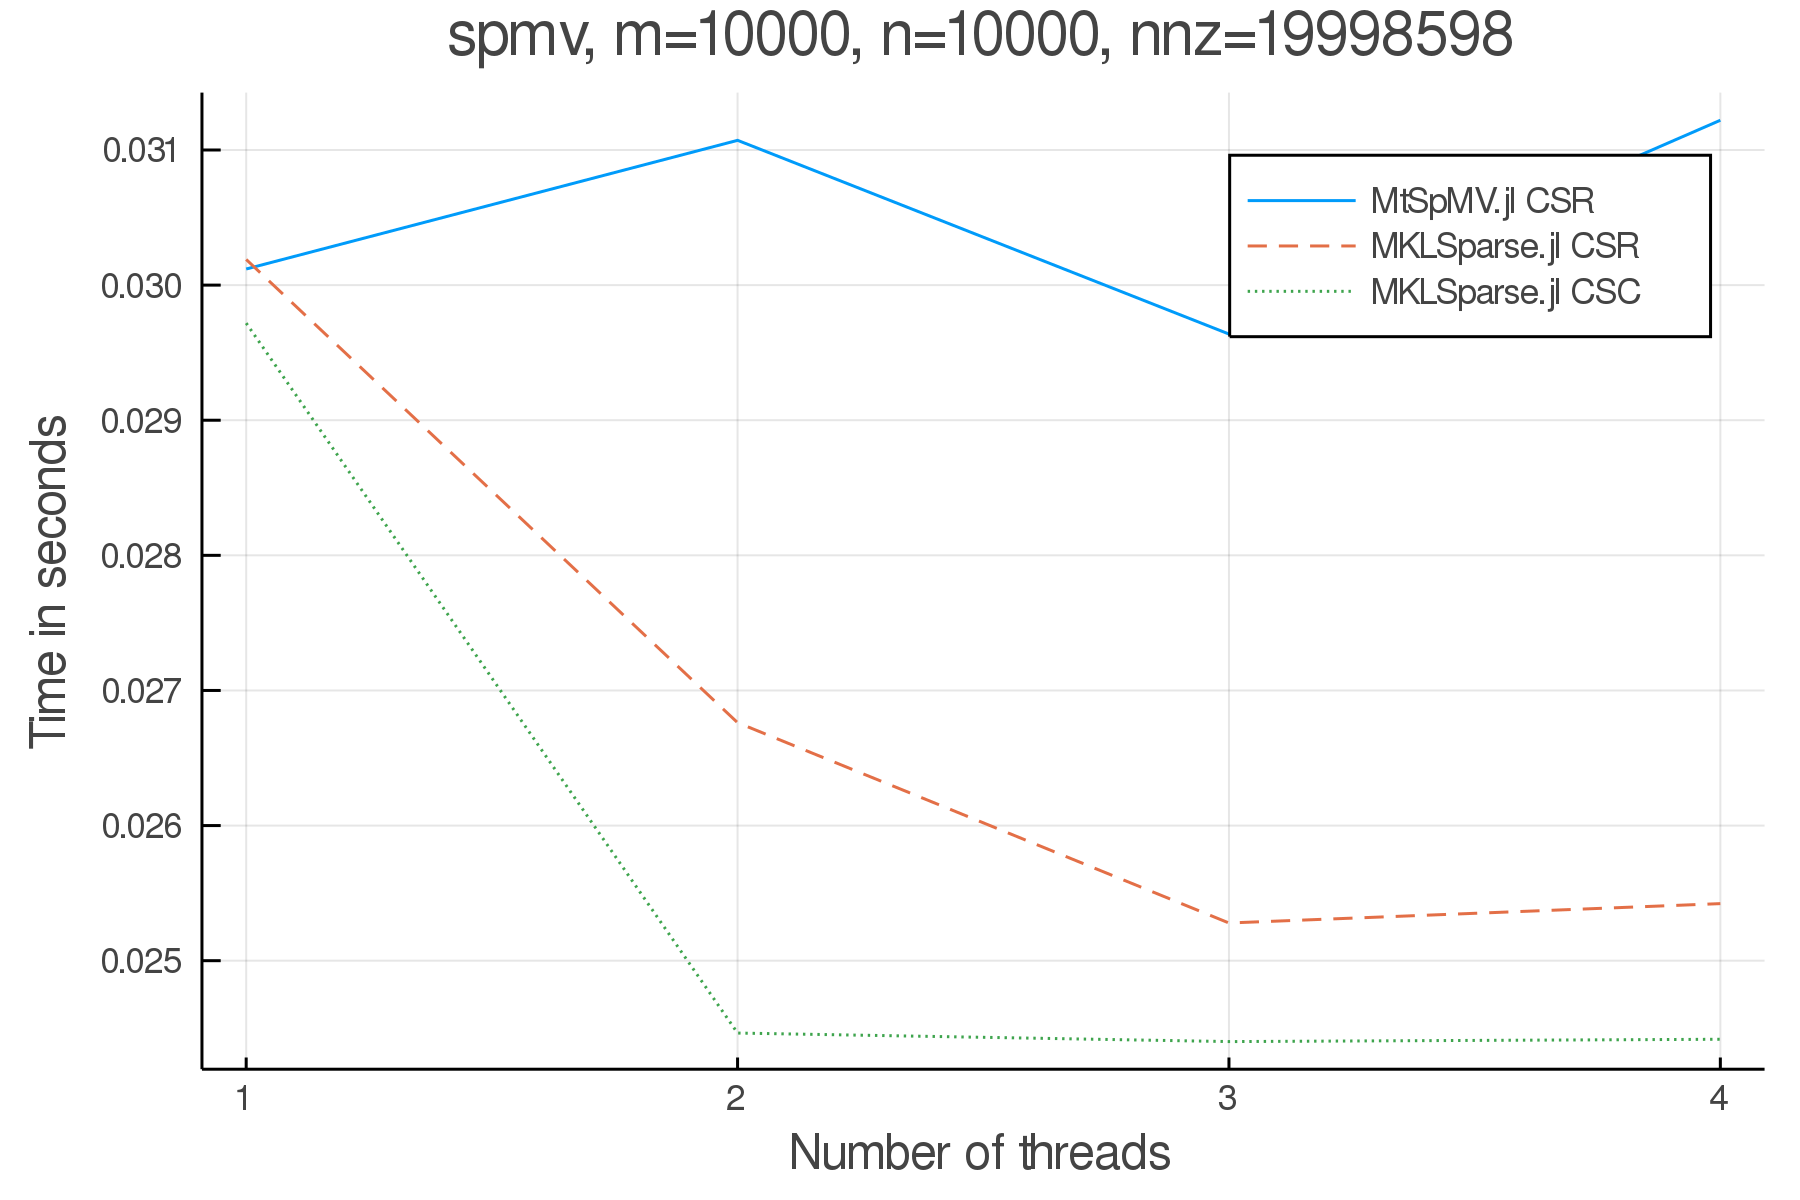 spmv, m=10000, n=10000, nnz=19998598
0.031
0.030
0.029
0.028
0.027
0.026
0.025
Time in seconds
MtSpMV.jl CSR
MKLSparse.jl CSR
MKLSparse.jl CSC
1 2 3 4
Number of threads